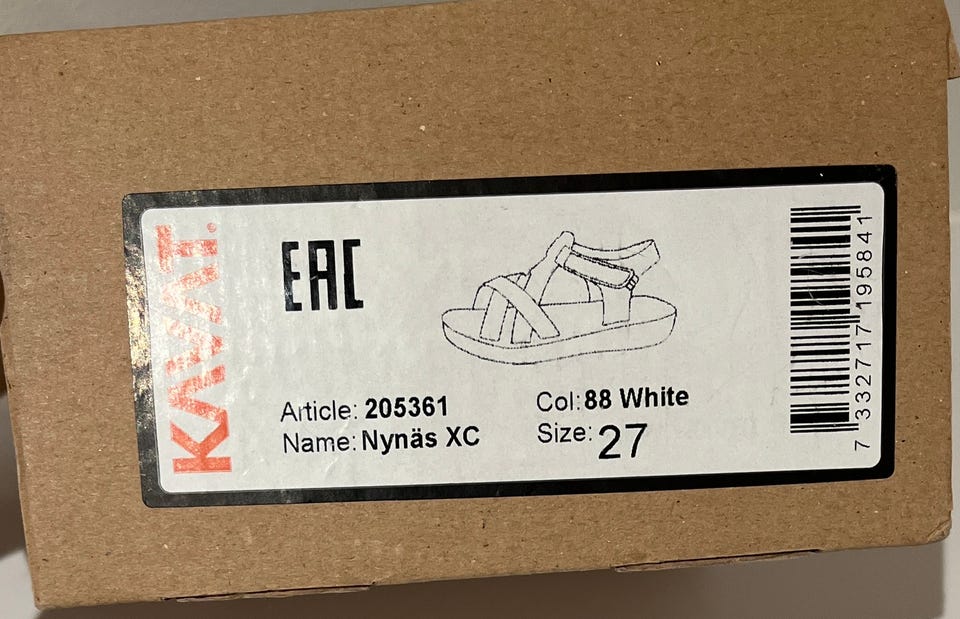 KAVAT®
EAC
Article: 205361
Name: Nynäs XC
Col: 88 White
Size: 27
7 332717 195841